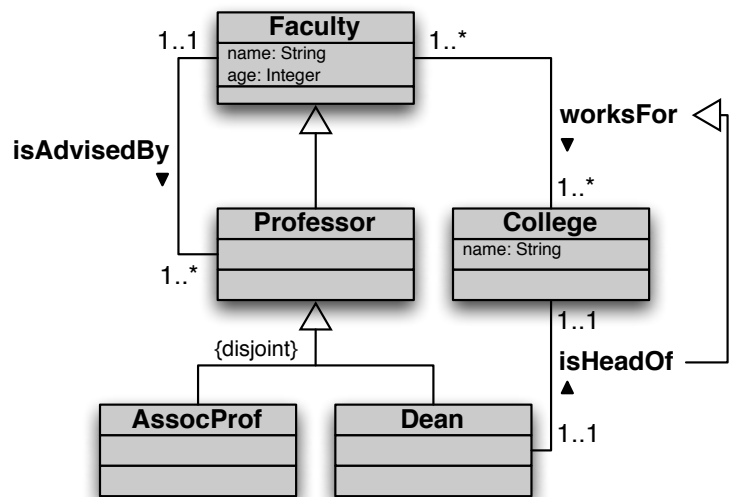 Faculty
1..1
1..*
name: String
age: Integer
isAdvisedBy
▼
worksFor
▼
1..*
Professor
College
name: String
1..*
1..1
{disjoint}
isHeadOf
▲
AssocProf
Dean
1..1